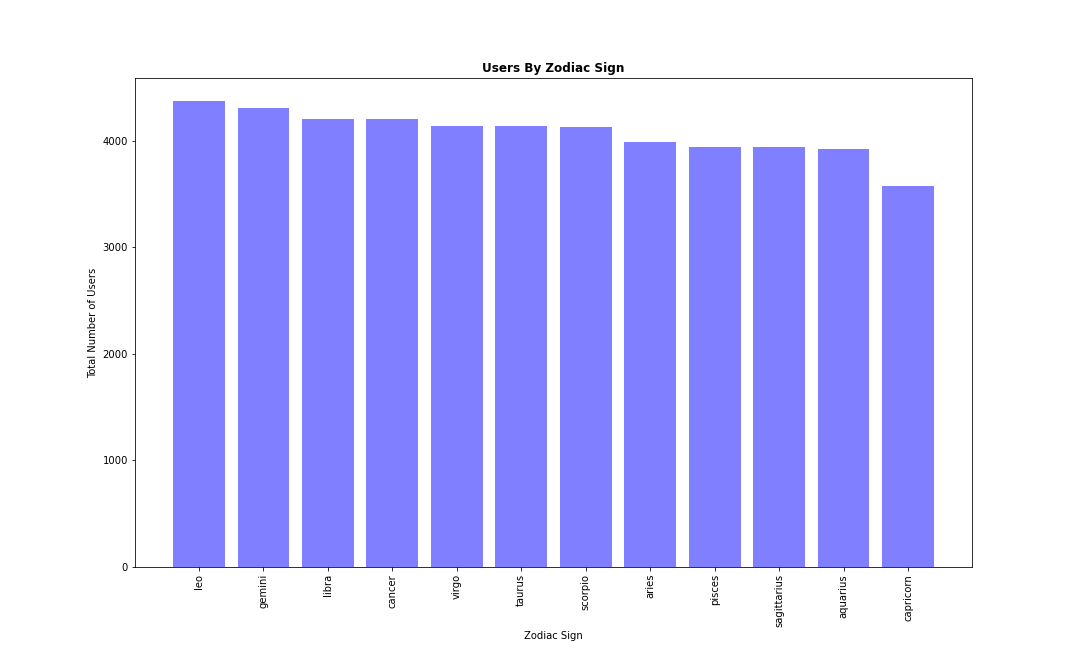 Users By Zodiac Sign
Total Number of Users
4000
3000
2000
1000
0
leo
gemini
libra
cancer
virgo
taurus
scorpio
aries
pisces
sagittarius
aquarius
capricorn
Zodiac Sign